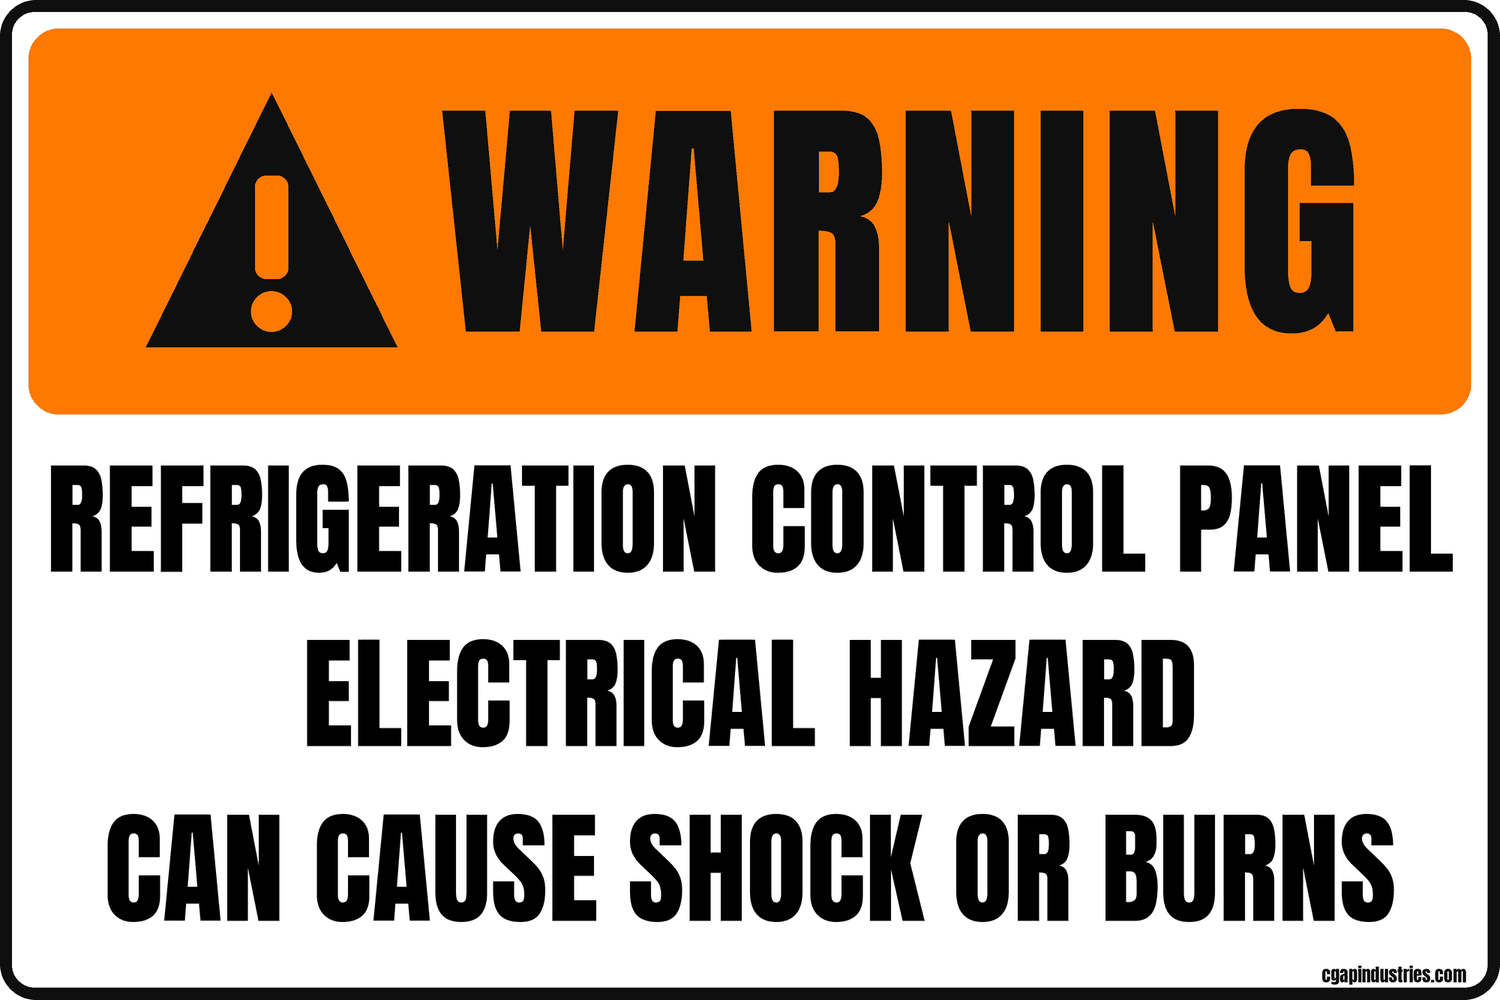 WARNING
REFRIGERATION CONTROL PANEL
ELECTRICAL HAZARD
CAN CAUSE SHOCK OR BURNS
cgapindustries.com